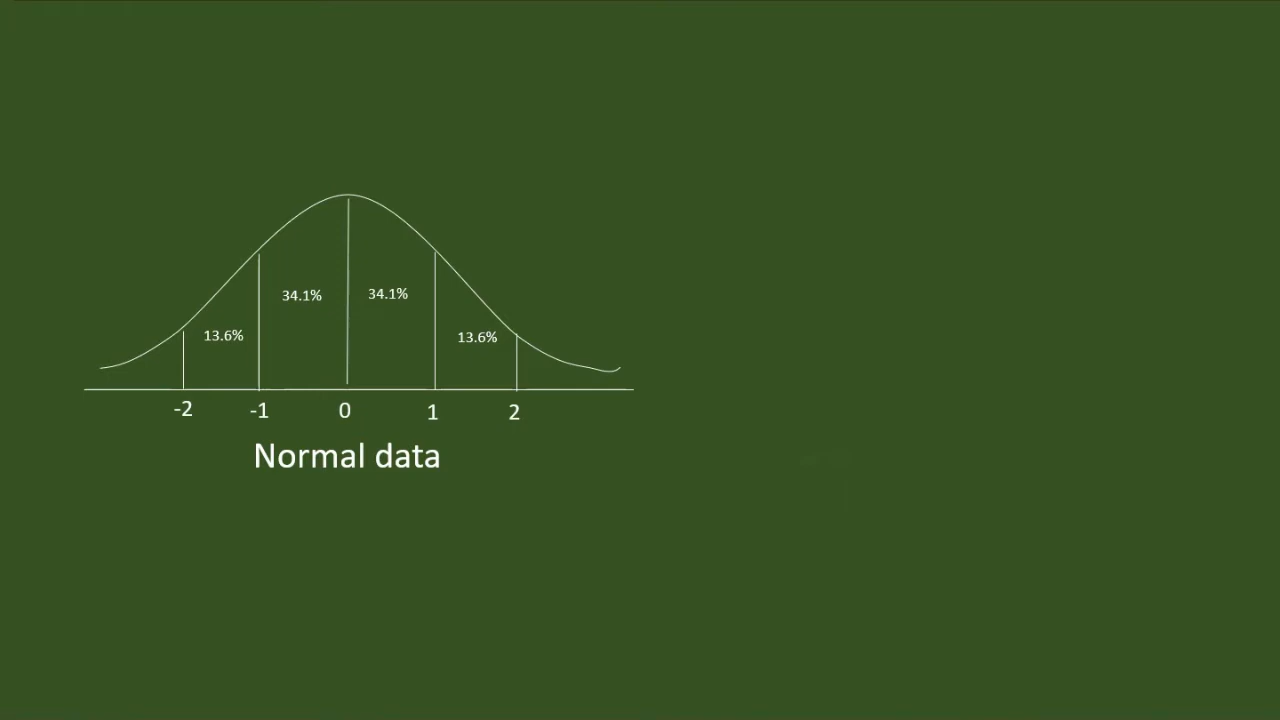 34.1% 34.1%
13.6% 13.6%
-2 -1 0 1 2
Normal data